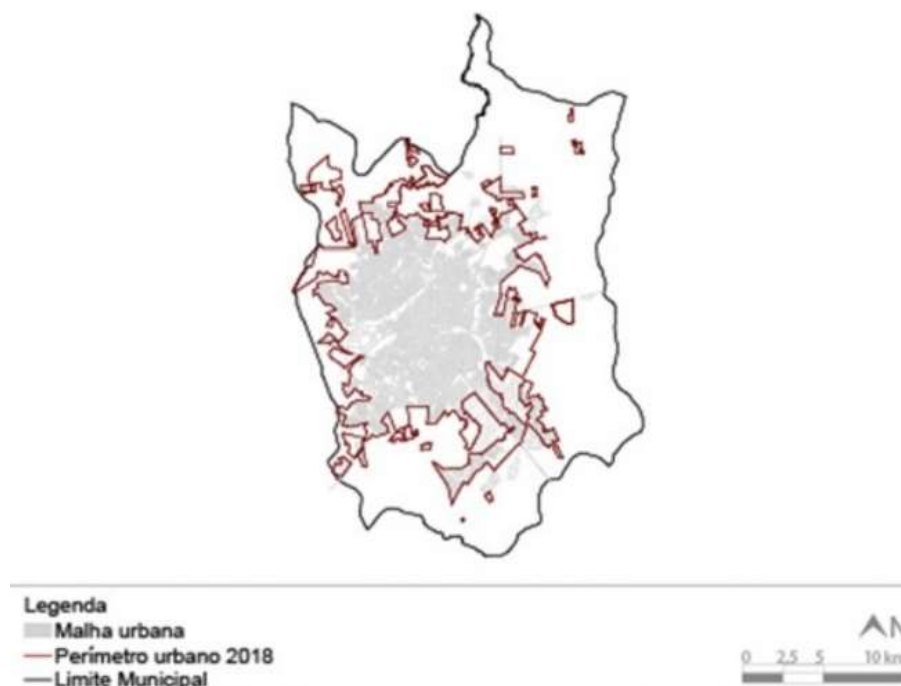 Legenda
Malha urbana
Perímetro urbano 2018
Limite Municipal
N
0 2,5 5 10 km